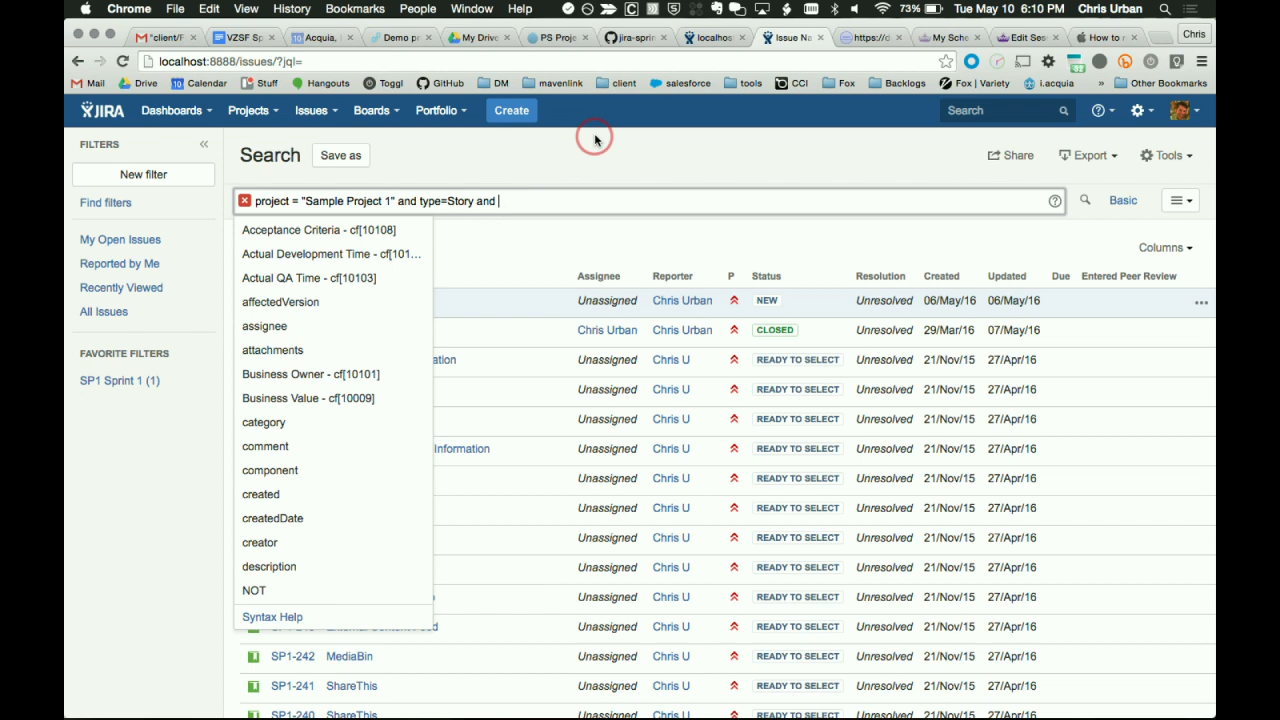 Chrome File Edit View History Bookmarks People Window Help 73% Tue May 10 6:10 PM Chris Urban
M "client/F VZSF Sp Acquia, I Demo pr My Drive PS Proje jira-sprin localhos Issue Na https://d My Sche Edit Ses How to r Chris
localhost:8888/issues/?jql=
Mail Drive Calendar Stuff Hangouts Toggl GitHub DM mavenlink client salesforce tools CCI Fox Backlogs Fox | Variety i.acquia » Other Bookmarks
JIRA Dashboards Projects Issues Boards Portfolio Create Search
FILTERS «
New filter
Find filters
My Open Issues
Reported by Me
Recently Viewed
All Issues
FAVORITE FILTERS
SP1 Sprint 1 (1)
Search Save as Share Export Tools
project = "Sample Project 1" and type=Story and Basic
Columns
Acceptance Criteria - cf[10108]
Actual Development Time - cf[101...
Actual QA Time - cf[10103]
affectedVersion
assignee
attachments
Business Owner - cf[10101]
Business Value - cf[10009]
category
comment
component
created
createdDate
creator
description
NOT
Syntax Help
Assignee Reporter P Status Resolution Created Updated Due Entered Peer Review
Unassigned Chris Urban NEW Unresolved 06/May/16 06/May/16
Chris Urban Chris Urban CLOSED Unresolved 29/Mar/16 07/May/16
ation Unassigned Chris U READY TO SELECT Unresolved 21/Nov/15 27/Apr/16
Unassigned Chris U READY TO SELECT Unresolved 21/Nov/15 27/Apr/16
Unassigned Chris U READY TO SELECT Unresolved 21/Nov/15 27/Apr/16
Information Unassigned Chris U READY TO SELECT Unresolved 21/Nov/15 27/Apr/16
Unassigned Chris U READY TO SELECT Unresolved 21/Nov/15 27/Apr/16
Unassigned Chris U READY TO SELECT Unresolved 21/Nov/15 27/Apr/16
Unassigned Chris U READY TO SELECT Unresolved 21/Nov/15 27/Apr/16
Unassigned Chris U READY TO SELECT Unresolved 21/Nov/15 27/Apr/16
Unassigned Chris U READY TO SELECT Unresolved 21/Nov/15 27/Apr/16
Unassigned Chris U READY TO SELECT Unresolved 21/Nov/15 27/Apr/16
SP1-242 MediaBin Unassigned Chris U READY TO SELECT Unresolved 21/Nov/15 27/Apr/16
SP1-241 ShareThis Unassigned Chris U READY TO SELECT Unresolved 21/Nov/15 27/Apr/16
SP1-240 ShareThis Unassigned Chris U READY TO SELECT Unresolved 21/Nov/15 27/Apr/16